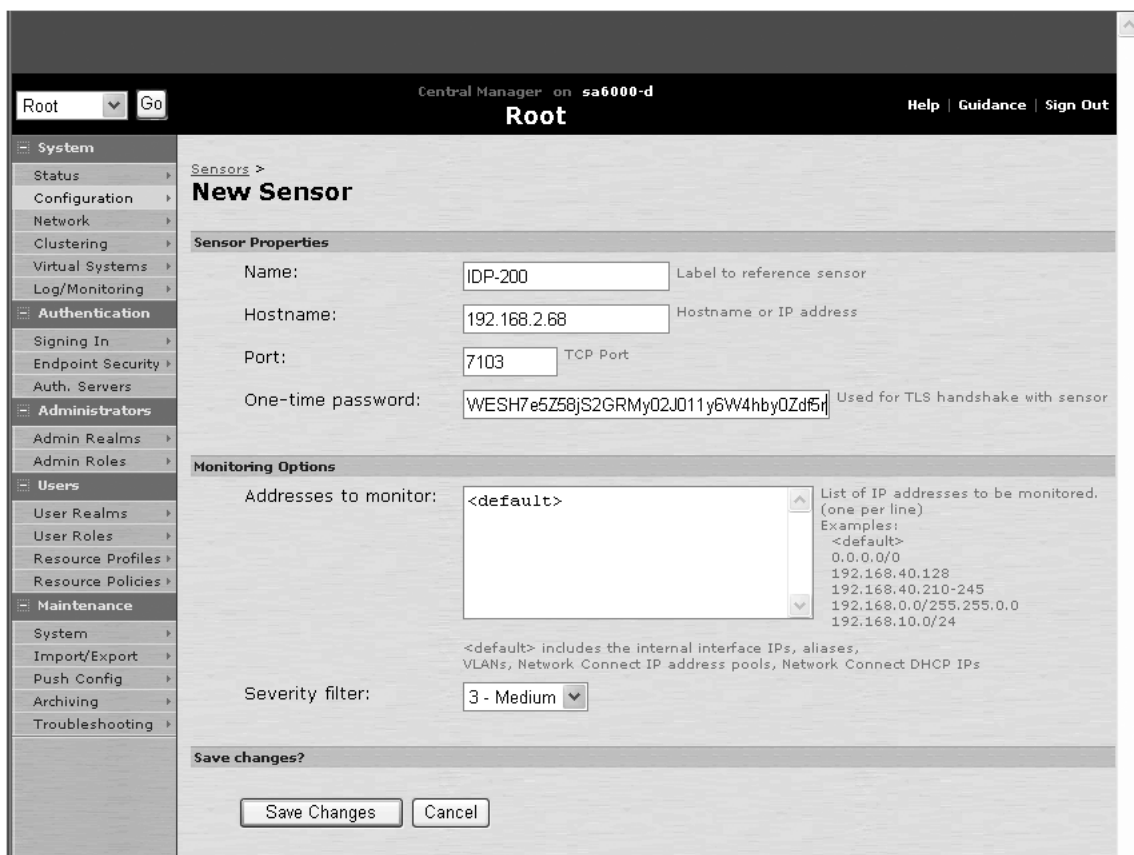 Root
Go
Central Manager on sa6000-d
Root
Help | Guidance | Sign Out
System
Status
Configuration
Network
Clustering
Virtual Systems
Log/Monitoring
Authentication
Signing In
Endpoint Security
Auth. Servers
Administrators
Admin Realms
Admin Roles
Users
User Realms
User Roles
Resource Profiles
Resource Policies
Maintenance
System
Import/Export
Push Config
Archiving
Troubleshooting
Sensors >
New Sensor
Sensor Properties
Name: IDP-200 Label to reference sensor
Hostname: 192.168.2.68 Hostname or IP address
Port: 7103 TCP Port
One-time password: WESH7e5Z58jS2GRMy02J011y6W4hby0Zdf5r Used for TLS handshake with sensor
Monitoring Options
Addresses to monitor: <default>
List of IP addresses to be monitored.
(one per line)
Examples:
<default>
0.0.0.0/0
192.168.40.128
192.168.40.210-245
192.168.0.0/255.255.0.0
192.168.10.0/24
<default> includes the internal interface IPs, aliases,
VLANs, Network Connect IP address pools, Network Connect DHCP IPs
Severity filter: 3 - Medium
Save changes?
Save Changes Cancel